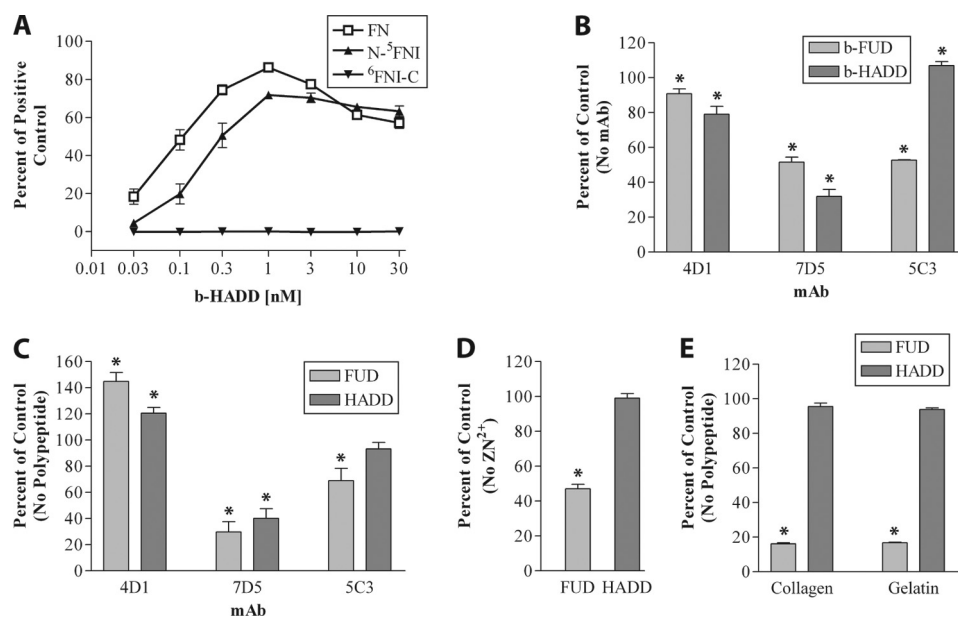 A
FN
N-⁵FNI
⁶FNI-C
Percent of Positive
Control
100
80
60
40
20
0
0.01 0.03 0.1 0.3 1 3 10 30
b-HADD [nM]
B
b-FUD
b-HADD
Percent of Control
(No mAb)
120
100
80
60
40
20
0
* * * * * *
4D1 7D5 5C3
mAb
C
FUD
HADD
Percent of Control
(No Polypeptide)
160
140
120
100
80
60
40
20
0
* * * * *
4D1 7D5 5C3
mAb
D
Percent of Control
(No ZN²⁺)
120
100
80
60
40
20
0
*
FUD HADD
E
FUD
HADD
Percent of Control
(No Polypeptide)
120
100
80
60
40
20
0
* *
Collagen Gelatin